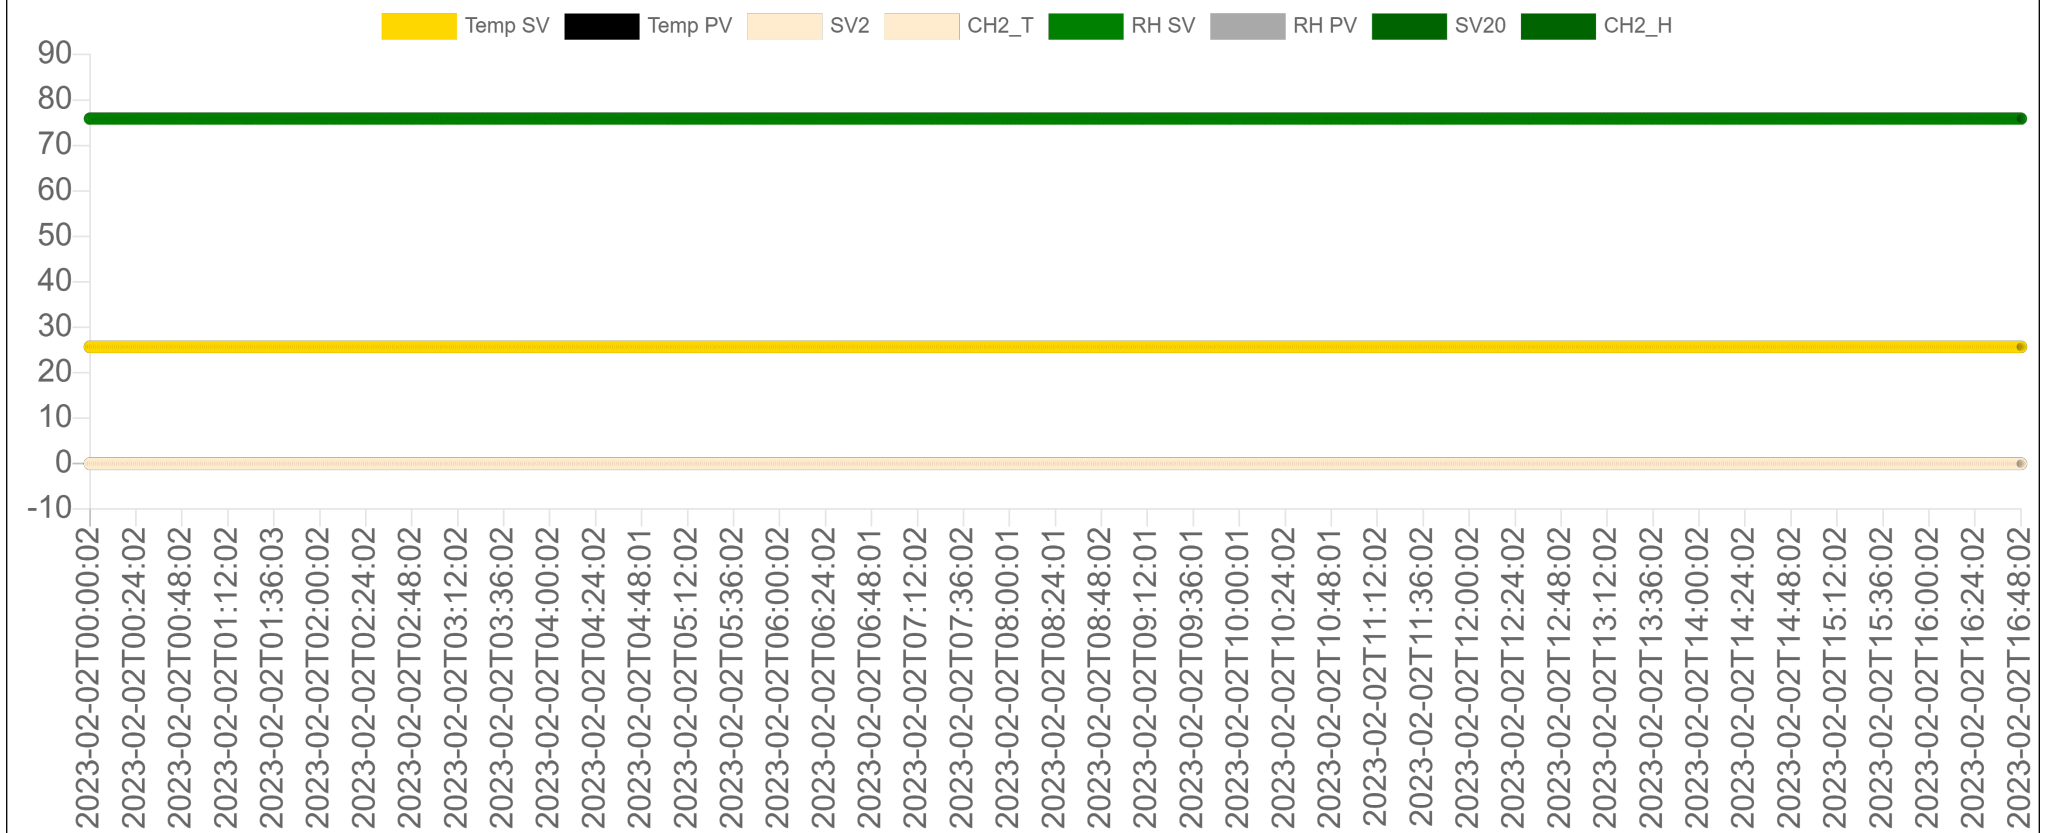 Temp SV Temp PV SV2 CH2_T RH SV RH PV SV20 CH2_H
90
80
70
60
50
40
30
20
10
0
-10
2023-02-02T00:00:02
2023-02-02T00:24:02
2023-02-02T00:48:02
2023-02-02T01:12:02
2023-02-02T01:36:03
2023-02-02T02:00:02
2023-02-02T02:24:02
2023-02-02T02:48:02
2023-02-02T03:12:02
2023-02-02T03:36:02
2023-02-02T04:00:02
2023-02-02T04:24:02
2023-02-02T04:48:01
2023-02-02T05:12:02
2023-02-02T05:36:02
2023-02-02T06:00:02
2023-02-02T06:24:02
2023-02-02T06:48:01
2023-02-02T07:12:02
2023-02-02T07:36:02
2023-02-02T08:00:01
2023-02-02T08:24:01
2023-02-02T08:48:02
2023-02-02T09:12:01
2023-02-02T09:36:01
2023-02-02T10:00:01
2023-02-02T10:24:02
2023-02-02T10:48:01
2023-02-02T11:12:02
2023-02-02T11:36:02
2023-02-02T12:00:02
2023-02-02T12:24:02
2023-02-02T12:48:02
2023-02-02T13:12:02
2023-02-02T13:36:02
2023-02-02T14:00:02
2023-02-02T14:24:02
2023-02-02T14:48:02
2023-02-02T15:12:02
2023-02-02T15:36:02
2023-02-02T16:00:02
2023-02-02T16:24:02
2023-02-02T16:48:02